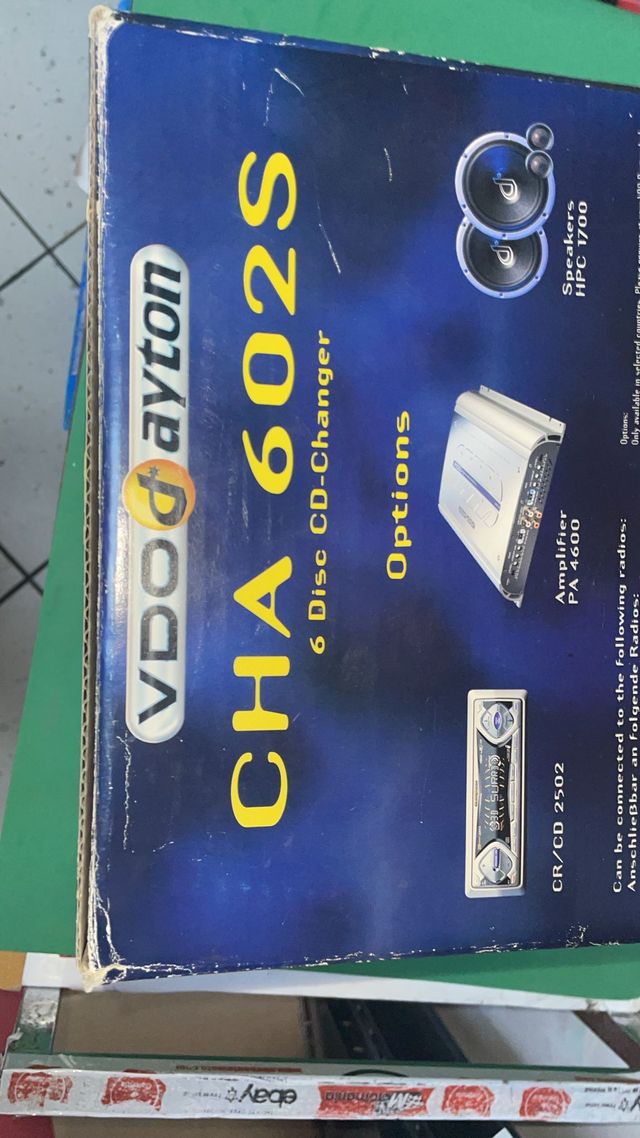 VDO dayton
CHA 602S
6 Disc CD-Changer
Options
CR/CD 2502
Amplifier
PA 4600
Speakers
HPC 1700
Can be connected to the following radios:
Anschließbar an folgende Radios:
Options:
Only available in selected countries.
ebay